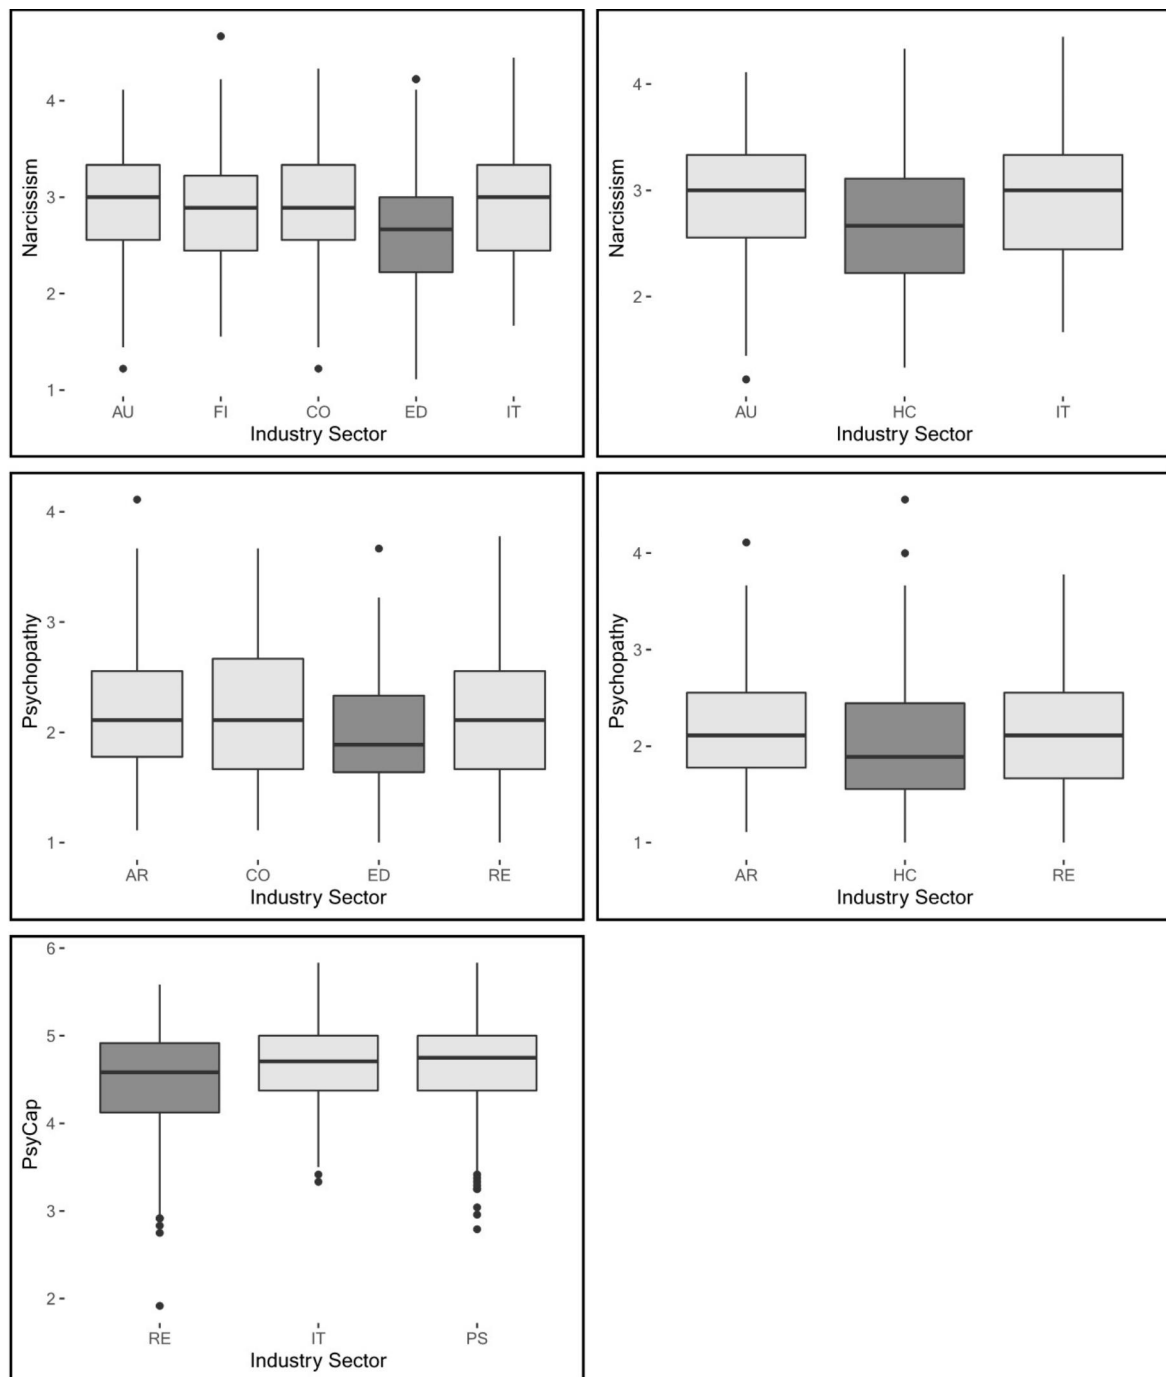 Narcissism
4
3
2
1
AU FI CO ED IT
Industry Sector
Narcissism
4
3
2
AU HC IT
Industry Sector
Psychopathy
4
3
2
1
AR CO ED RE
Industry Sector
Psychopathy
4
3
2
1
AR HC RE
Industry Sector
PsyCap
6
5
4
3
2
RE IT PS
Industry Sector